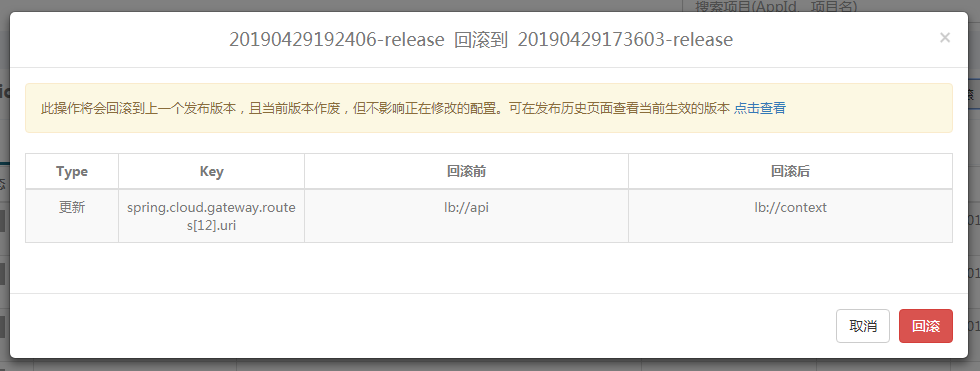 搜索项目(AppId、项目名)
20190429192406-release 回滚到 20190429173603-release
×
此操作将会回滚到上一个发布版本，且当前版本作废，但不影响正在修改的配置。可在发布历史页面查看当前生效的版本 点击查看
Type Key 回滚前 回滚后
更新 spring.cloud.gateway.route lb://api lb://context
s[12].uri
取消 回滚